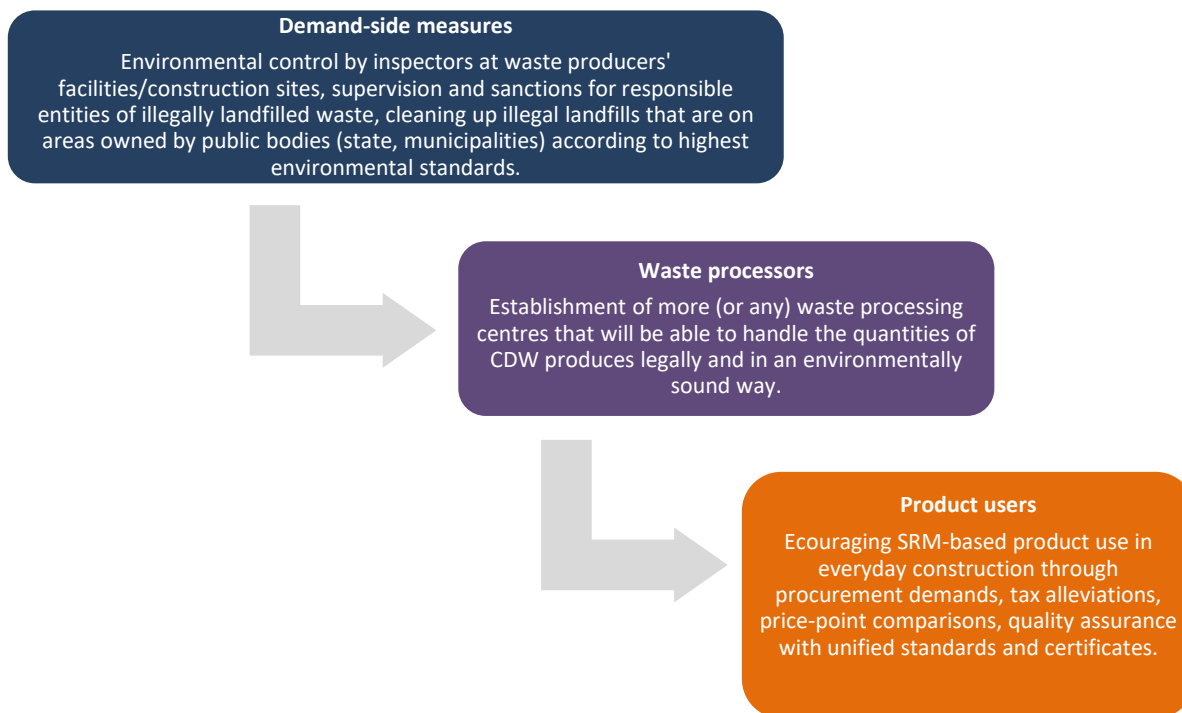 Demand-side measures
Environmental control by inspectors at waste producers'
facilities/construction sites, supervision and sanctions for responsible
entities of illegally landfilled waste, cleaning up illegal landfills that are on
areas owned by public bodies (state, municipalities) according to highest
environmental standards.
Waste processors
Establishment of more (or any) waste processing
centres that will be able to handle the quantities of
CDW produces legally and in an environmentally
sound way.
Product users
Ecouraging SRM-based product use in
everyday construction through
procurement demands, tax alleviations,
price-point comparisons, quality assurance
with unified standards and certificates.